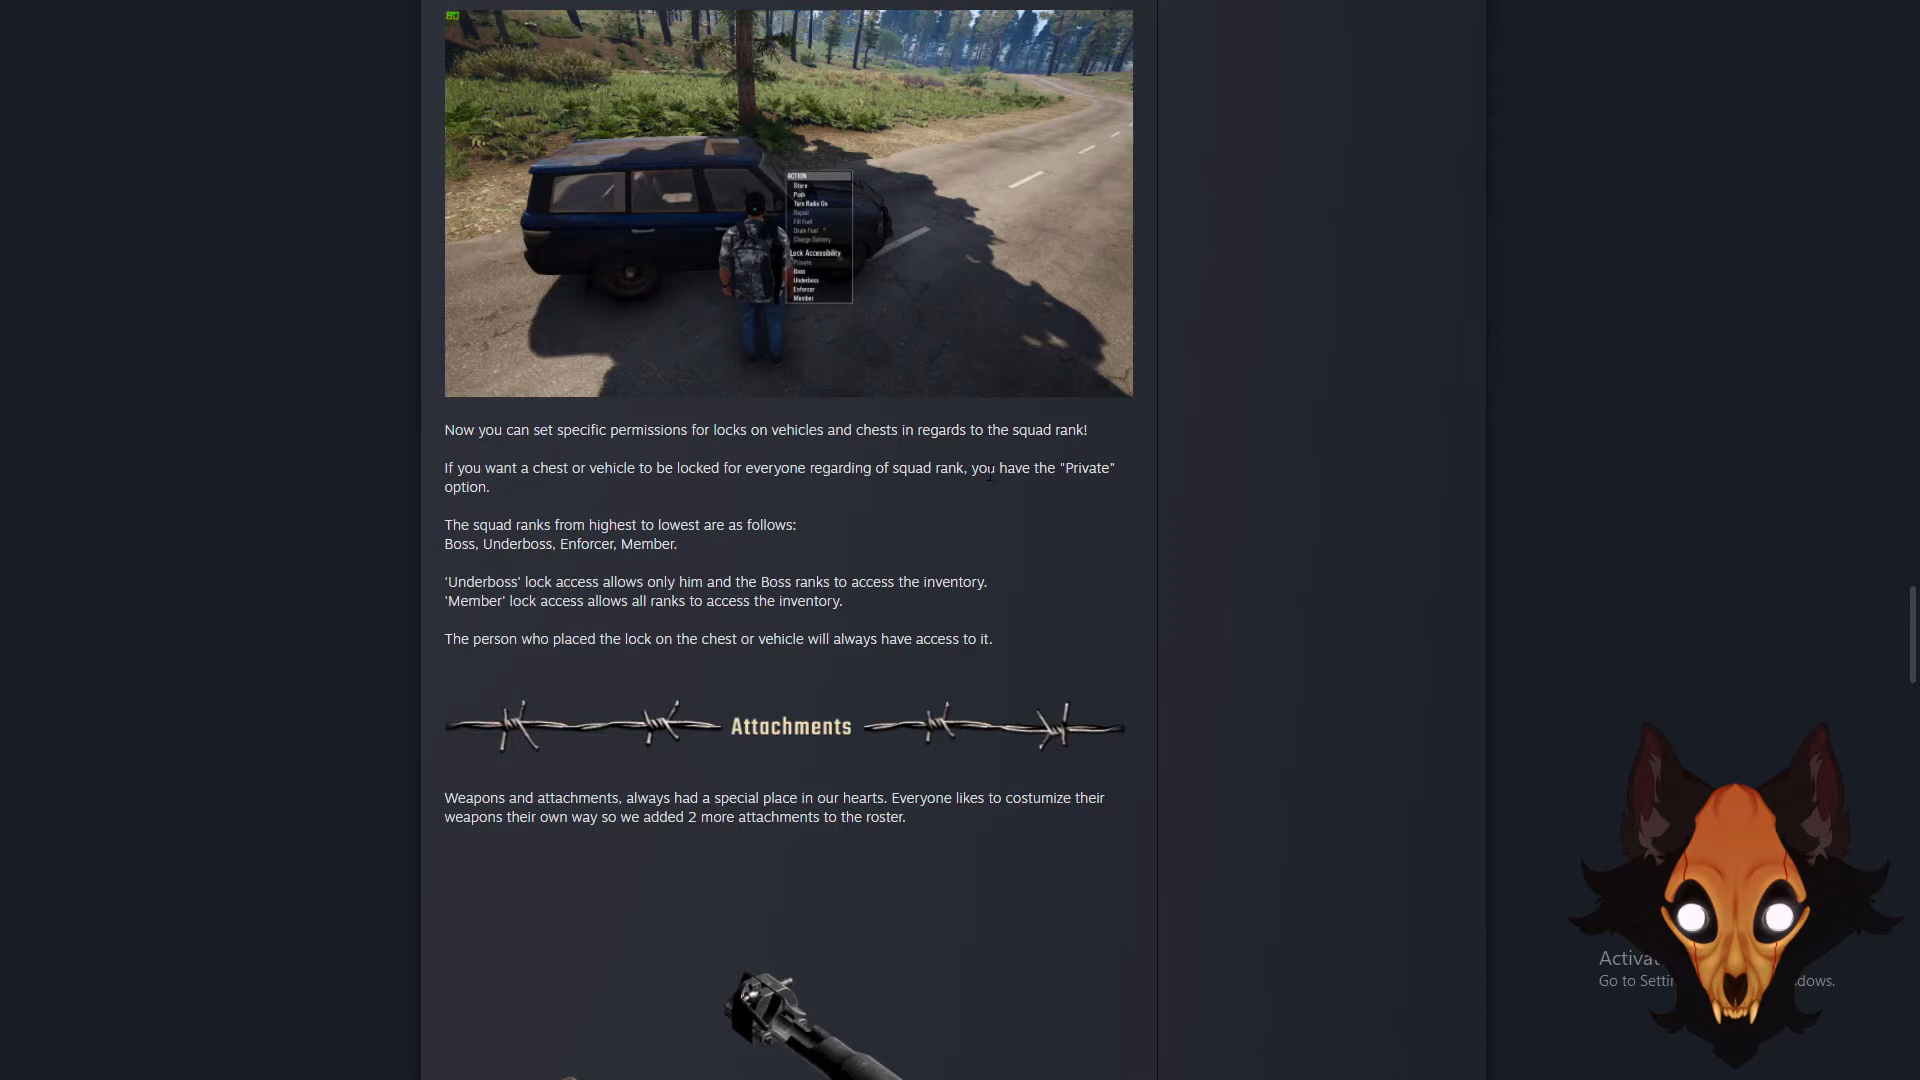 60
ACTION
Store
Push
Turn Radio On
Repair
Fill Fuel
Drain Fuel
Charge Battery
Lock Accessibility
Private
Boss
Underboss
Enforcer
Member
Now you can set specific permissions for locks on vehicles and chests in regards to the squad rank!
If you want a chest or vehicle to be locked for everyone regarding of squad rank, you have the "Private"
option.
The squad ranks from highest to lowest are as follows:
Boss, Underboss, Enforcer, Member.
'Underboss' lock access allows only him and the Boss ranks to access the inventory.
'Member' lock access allows all ranks to access the inventory.
The person who placed the lock on the chest or vehicle will always have access to it.
Attachments
Weapons and attachments, always had a special place in our hearts. Everyone likes to costumize their
weapons their own way so we added 2 more attachments to the roster.
Activat
Go to Settin dows.